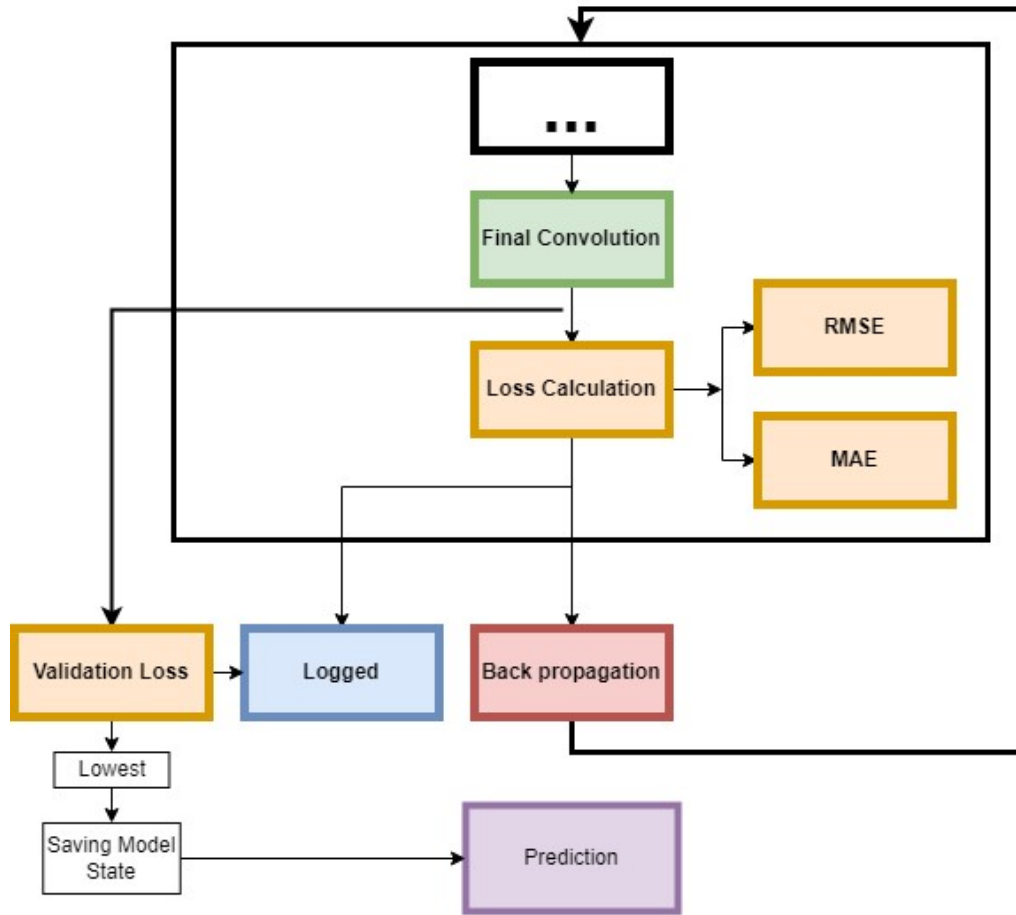 ...
Final Convolution
RMSE
Loss Calculation
MAE
Validation Loss
Logged
Back propagation
Lowest
Saving Model
State
Prediction